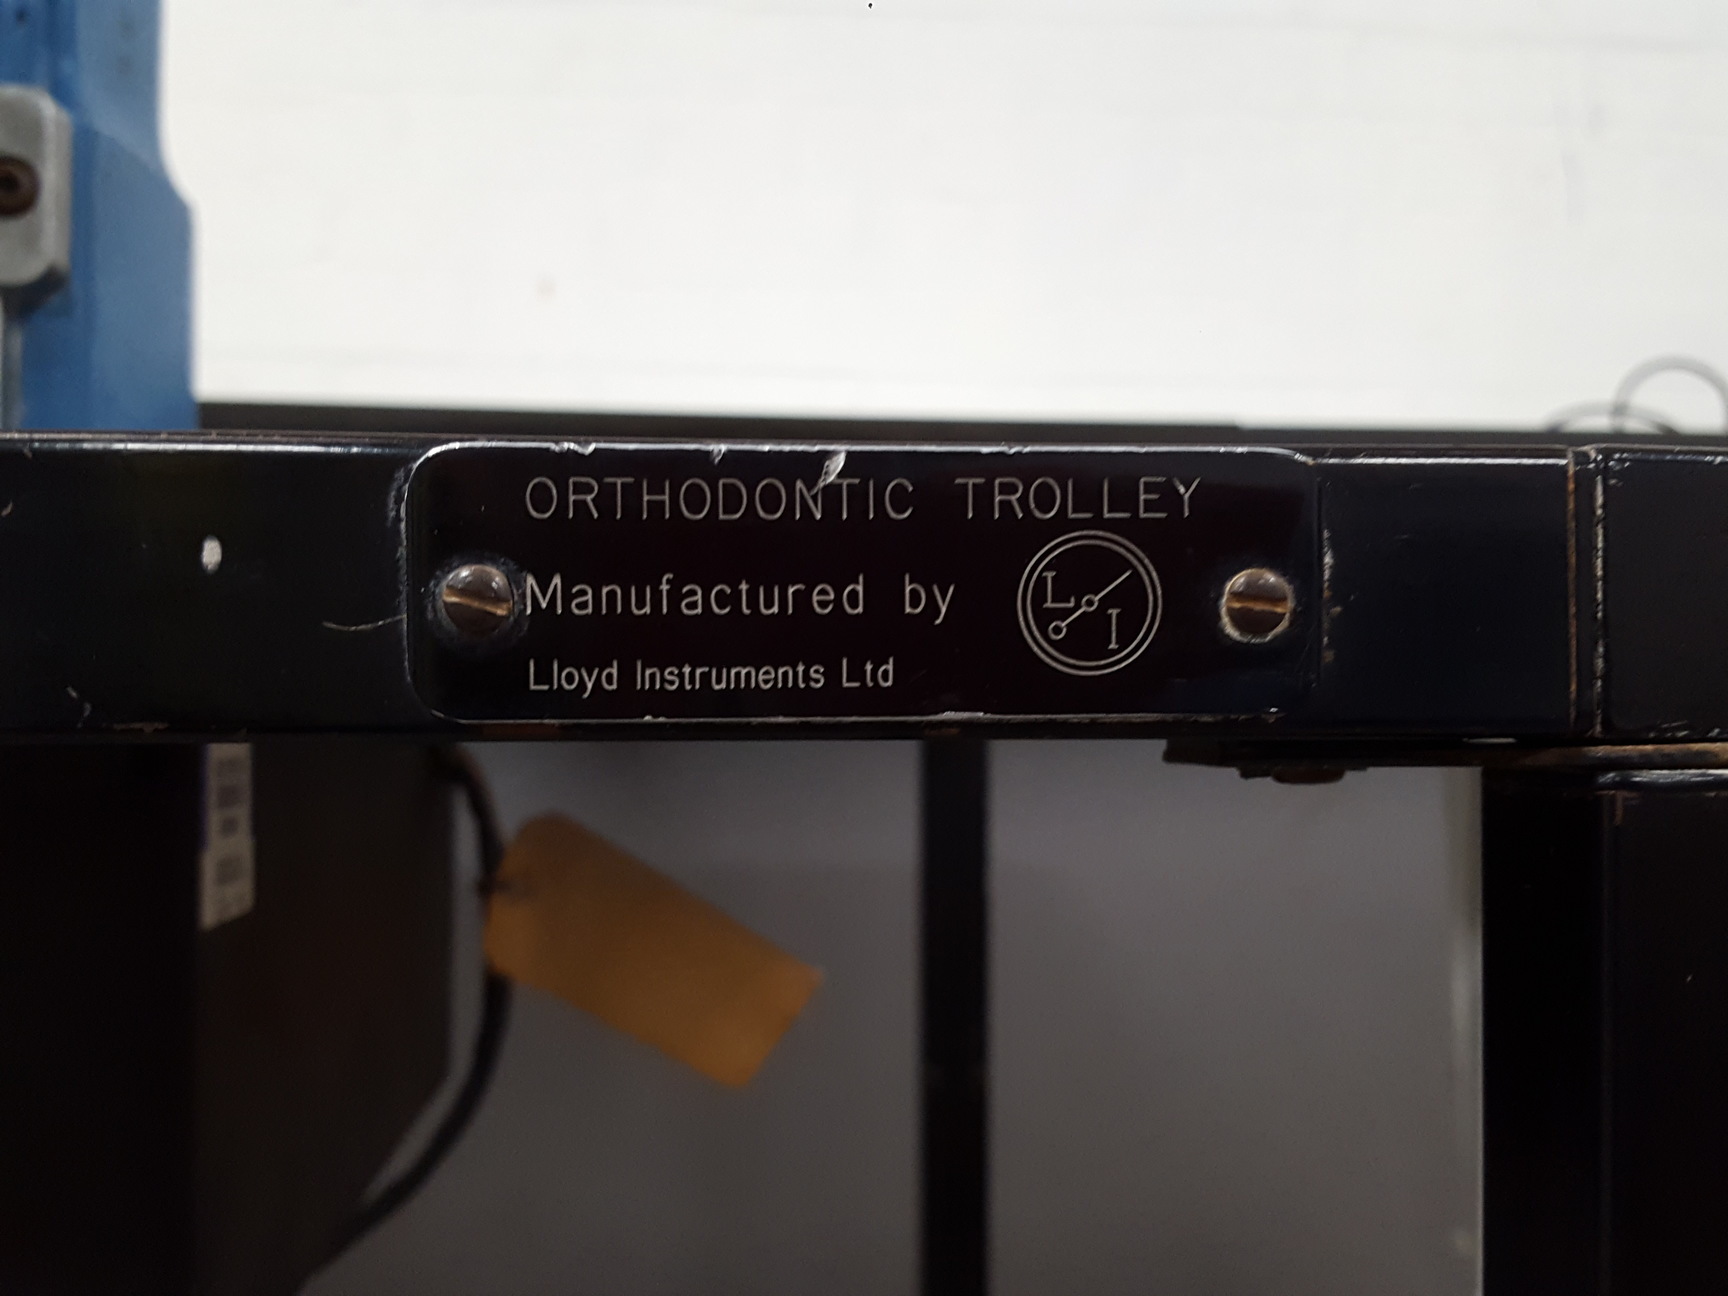 ORTHODONTIC TROLLEY
Manufactured by
L I
Lloyd Instruments Ltd